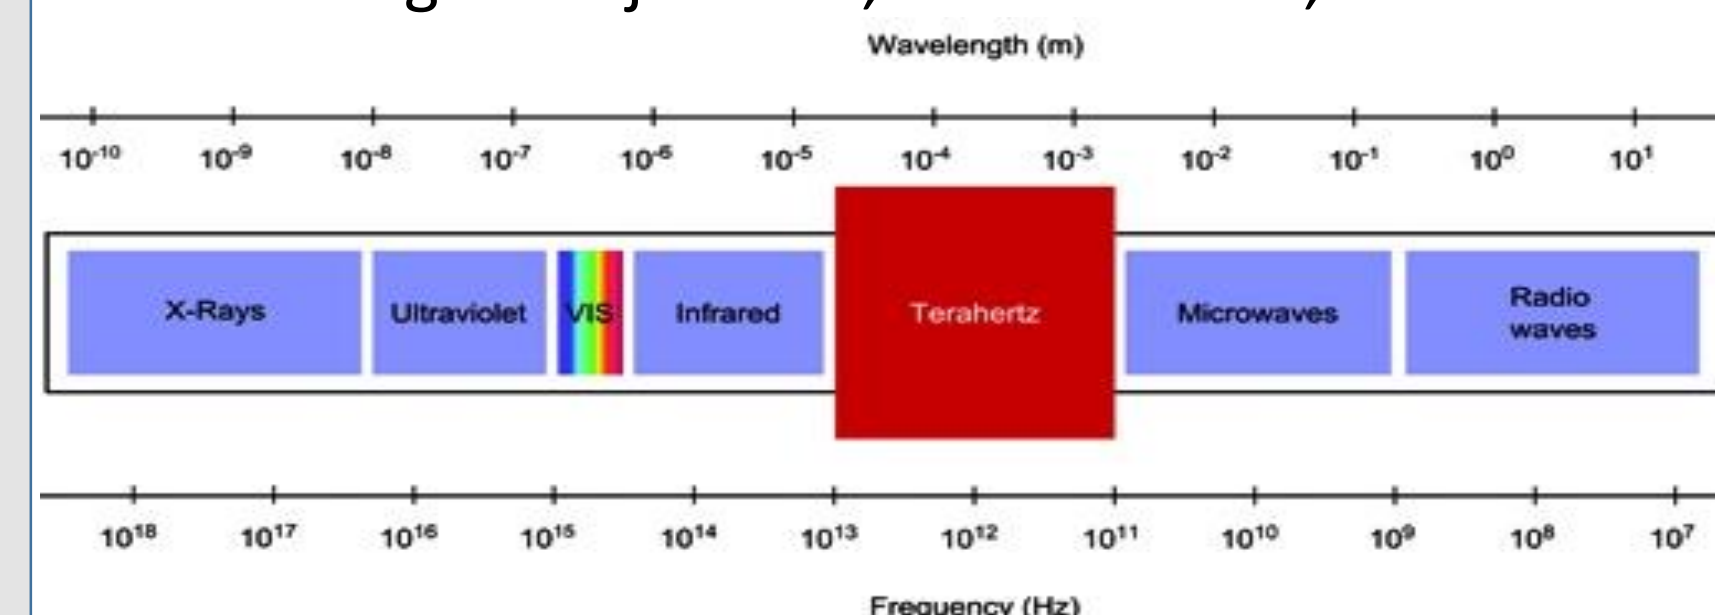 Wavelength (m)
10⁻¹⁰ 10⁻⁹ 10⁻⁸ 10⁻⁷ 10⁻⁶ 10⁻⁵ 10⁻⁴ 10⁻³ 10⁻² 10⁻¹ 10⁰ 10¹
X-Rays Ultraviolet VIS Infrared Terahertz Microwaves Radio
waves
10¹⁸ 10¹⁷ 10¹⁶ 10¹⁵ 10¹⁴ 10¹³ 10¹² 10¹¹ 10¹⁰ 10⁹ 10⁸ 10⁷
Frequency (Hz)